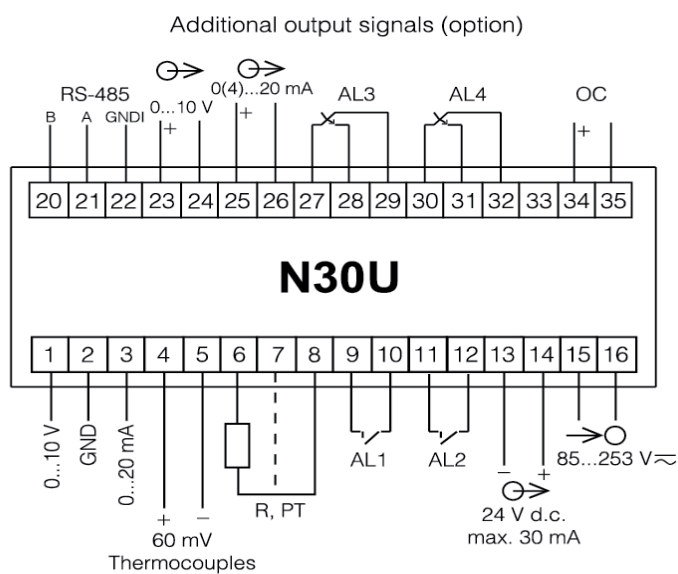 Additional output signals (option)
RS-485
0...10 V
0(4)...20 mA
AL3
AL4
OC
B A GNDI + + +
20 21 22 23 24 25 26 27 28 29 30 31 32 33 34 35
N30U
1 2 3 4 5 6 7 8 9 10 11 12 13 14 15 16
0...10 V
GND
0...20 mA
+ −
60 mV
Thermocouples
R, PT
AL1
AL2
− +
24 V d.c.
max. 30 mA
85...253 V